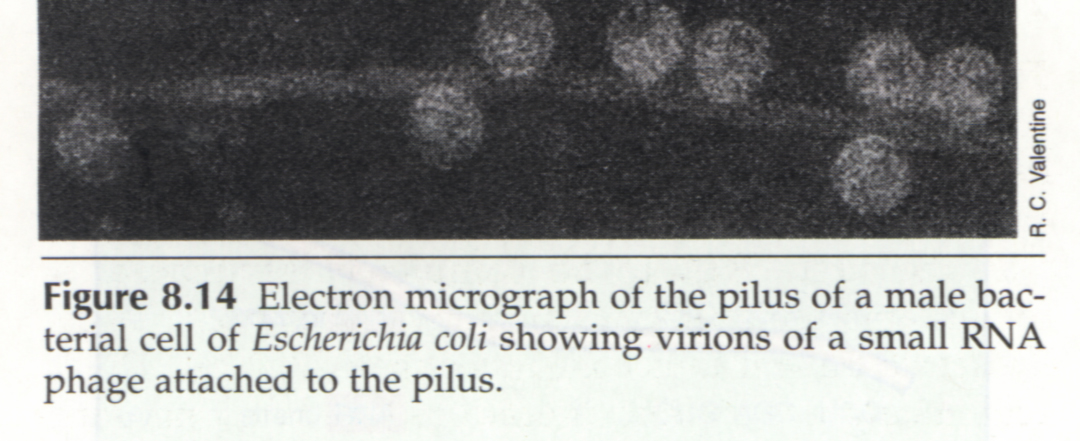 R. C. Valentine
Figure 8.14 Electron micrograph of the pilus of a male bac-
terial cell of Escherichia coli showing virions of a small RNA
phage attached to the pilus.